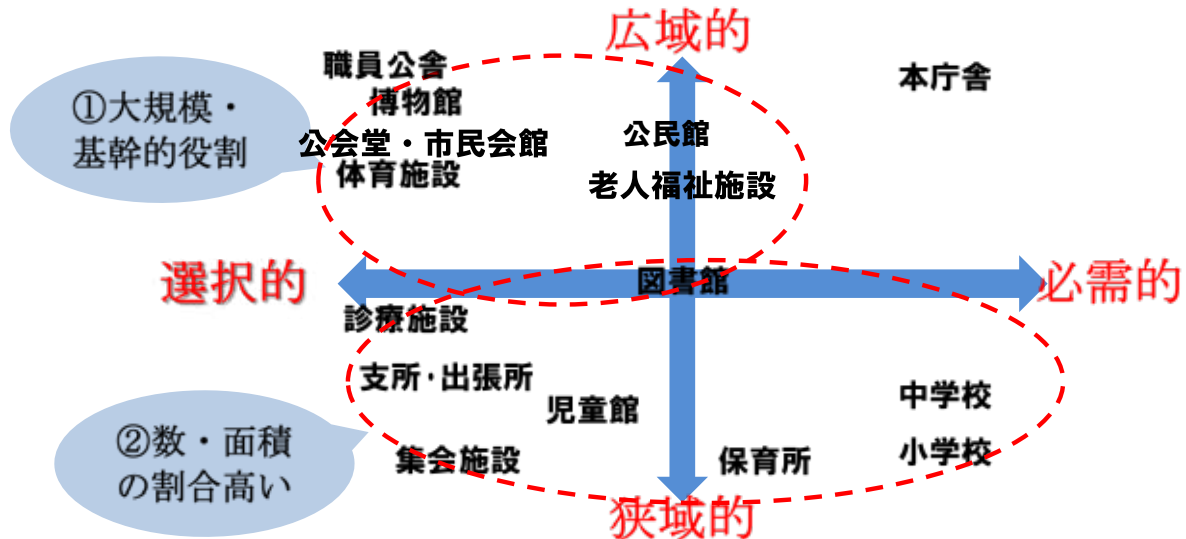 広域的
職員公舎
本庁舎
博物館
①大規模・
基幹的役割
公会堂・市民会館
公民館
体育施設
老人福祉施設
選択的
図書館
必需的
診療施設
支所・出張所
児童館
中学校
②数・面積
の割合高い
集会施設
保育所
小学校
狭域的